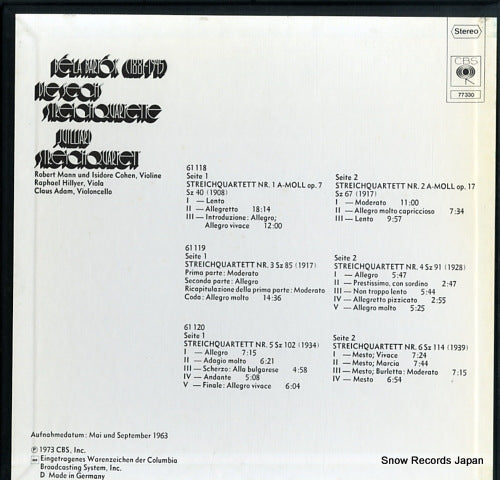 BÉLA BARTÓK (1881-1945)
DIE SECHS
STREICHQUARTETTE
JUILLIARD
STREICHQUARTETT
Robert Mann und Isidore Cohen, Violine
Raphael Hillyer, Viola
Claus Adam, Violoncello
Stereo
CBS
77330
61 118
Seite 1
STREICHQUARTETT NR. 1 A-MOLL op. 7
Sz 40 (1908)
I — Lento
II — Allegretto 18:14
III — Introduzione: Allegro;
Allegro vivace 12:00
Seite 2
STREICHQUARTETT NR. 2 A-MOLL op. 17
Sz 67 (1917)
I — Moderato 11:00
II — Allegro molto capriccioso 7:34
III — Lento 9:57
61 119
Seite 1
STREICHQUARTETT NR. 3 Sz 85 (1917)
Prima parte: Moderato
Seconda parte: Allegro
Ricapitulazione della prima parte: Moderato
Coda: Allegro molto 14:36
Seite 2
STREICHQUARTETT NR. 4 Sz 91 (1928)
I — Allegro 5:47
II — Prestissimo, con sordino 2:47
III — Non troppo lento 5:44
IV — Allegretto pizzicato 2:55
V — Allegro molto 5:25
61 120
Seite 1
STREICHQUARTETT NR. 5 Sz 102 (1934)
I — Allegro 7:15
II — Adagio molto 6:21
III — Scherzo: Alla bulgarese 4:58
IV — Andante 5:08
V — Finale: Allegro vivace 6:04
Seite 2
STREICHQUARTETT NR. 6 Sz 114 (1939)
I — Mesto; Vivace 7:24
II — Mesto; Marcia 7:44
III — Mesto; Burletta: Moderato 7:15
IV — Mesto 6:54
Aufnahmedatum: Mai und September 1963
℗ 1973 CBS, Inc.
Eingetragenes Warenzeichen der Columbia
Broadcasting System, Inc.
D Made in Germany
Snow Records Japan